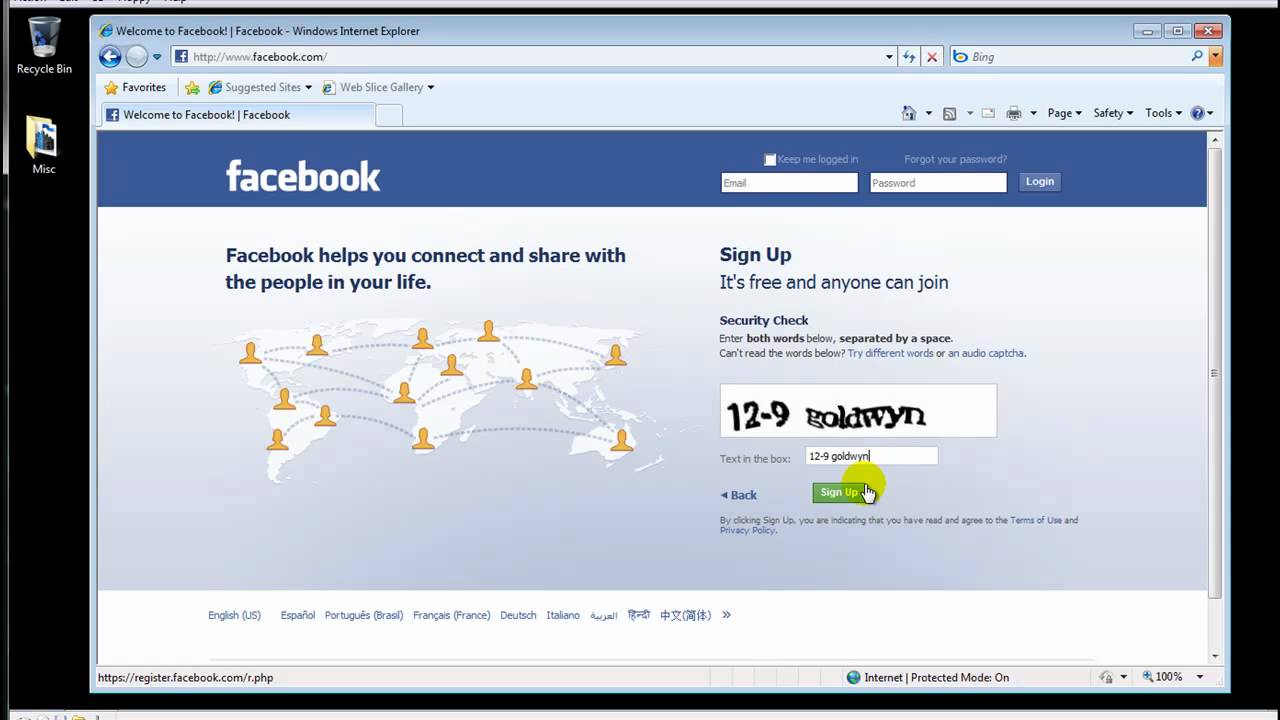 Welcome to Facebook! | Facebook - Windows Internet Explorer
Recycle Bin
http://www.facebook.com/
Bing
Favorites
Suggested Sites
Web Slice Gallery
Welcome to Facebook! | Facebook
Page
Safety
Tools
Misc
facebook
Keep me logged in
Forgot your password?
Email
Password
Login
Facebook helps you connect and share with
the people in your life.
Sign Up
It's free and anyone can join
Security Check
Enter both words below, separated by a space.
Can't read the words below? Try different words or an audio captcha.
12-9 goldwyn
Text in the box:
12-9 goldwyn
Back
Sign Up
By clicking Sign Up, you are indicating that you have read and agree to the Terms of Use and
Privacy Policy.
English (US) Español Português (Brasil) Français (France) Deutsch Italiano العربية हिन्दी 中文(简体) »
https://register.facebook.com/r.php
Internet | Protected Mode: On
100%